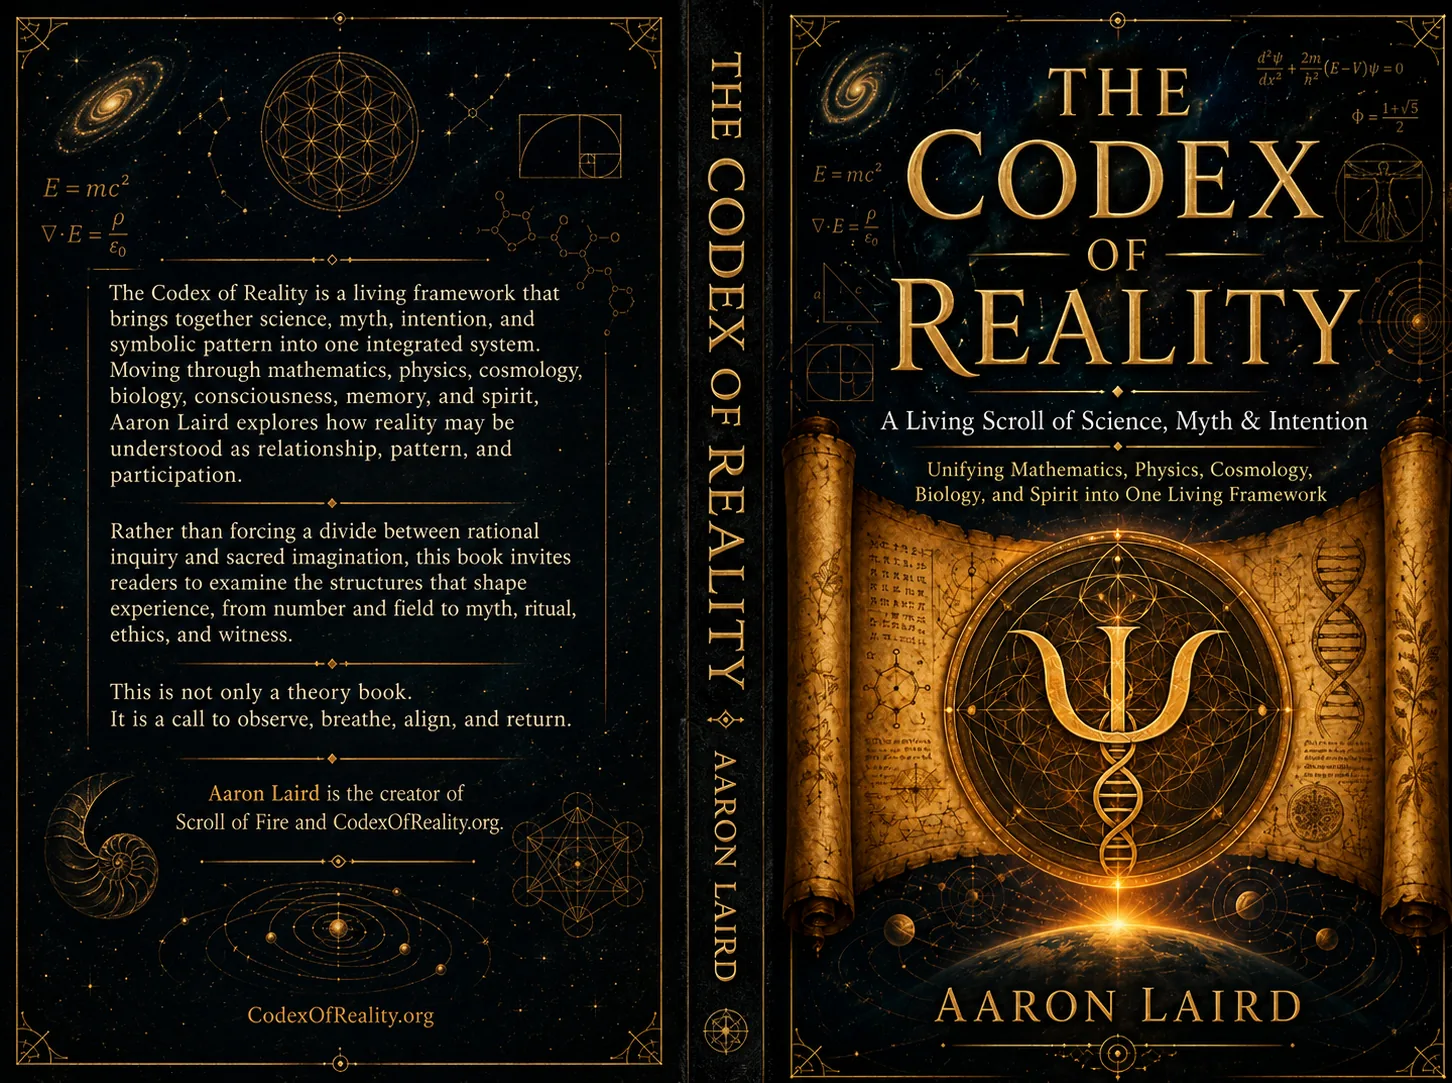 E = mc²
∇·E = ρ/ε₀
The Codex of Reality is a living framework that
brings together science, myth, intention, and
symbolic pattern into one integrated system.
Moving through mathematics, physics, cosmology,
biology, consciousness, memory, and spirit,
Aaron Laird explores how reality may be
understood as relationship, pattern, and
participation.
Rather than forcing a divide between rational
inquiry and sacred imagination, this book invites
readers to examine the structures that shape
experience, from number and field to myth, ritual,
ethics, and witness.
This is not only a theory book.
It is a call to observe, breathe, align, and return.
Aaron Laird is the creator of
Scroll of Fire and CodexOfReality.org.
CodexOfReality.org
THE CODEX OF REALITY AARON LAIRD
d²ψ/dx² + 2m/ħ² (E−V)ψ = 0
Φ = 1+√5/2
THE
CODEX
OF
REALITY
E = mc²
∇·E = ρ/ε₀
a c
c
A Living Scroll of Science, Myth & Intention
Unifying Mathematics, Physics, Cosmology,
Biology, and Spirit into One Living Framework
Ψ
AARON LAIRD